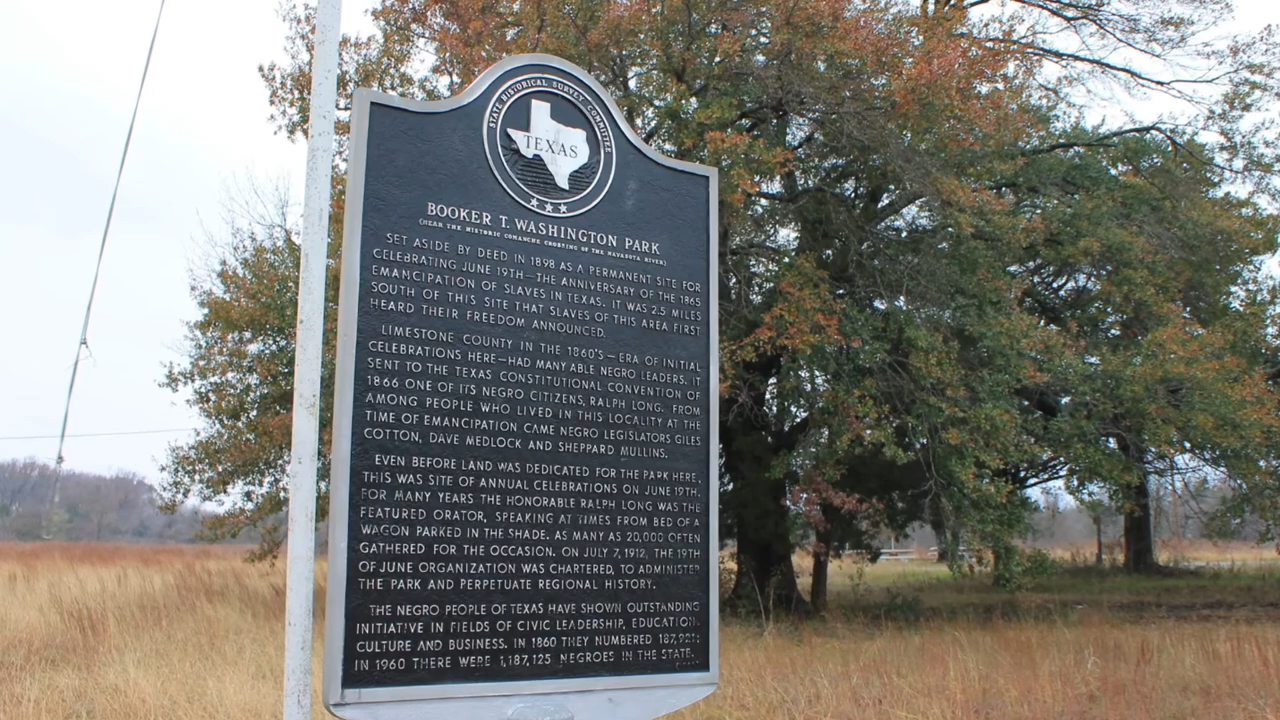 STATE HISTORICAL SURVEY COMMITTEE
TEXAS
BOOKER T. WASHINGTON PARK
(NEAR THE HISTORIC COMANCHE CROSSING OF THE NAVASOTA RIVER)
SET ASIDE BY DEED IN 1898 AS A PERMANENT SITE FOR
CELEBRATING JUNE 19TH—THE ANNIVERSARY OF THE 1865
EMANCIPATION OF SLAVES IN TEXAS. IT WAS 2.5 MILES
SOUTH OF THIS SITE THAT SLAVES OF THIS AREA FIRST
HEARD THEIR FREEDOM ANNOUNCED.
LIMESTONE COUNTY IN THE 1860'S—ERA OF INITIAL
CELEBRATIONS HERE—HAD MANY ABLE NEGRO LEADERS. IT
SENT TO THE TEXAS CONSTITUTIONAL CONVENTION OF
1866 ONE OF ITS NEGRO CITIZENS, RALPH LONG. FROM
AMONG PEOPLE WHO LIVED IN THIS LOCALITY AT THE
TIME OF EMANCIPATION CAME NEGRO LEGISLATORS GILES
COTTON, DAVE MEDLOCK AND SHEPPARD MULLINS.
EVEN BEFORE LAND WAS DEDICATED FOR THE PARK HERE,
THIS WAS SITE OF ANNUAL CELEBRATIONS ON JUNE 19TH.
FOR MANY YEARS THE HONORABLE RALPH LONG WAS THE
FEATURED ORATOR, SPEAKING AT TIMES FROM BED OF A
WAGON PARKED IN THE SHADE. AS MANY AS 20,000 OFTEN
GATHERED FOR THE OCCASION. ON JULY 7, 1912, THE 19TH
OF JUNE ORGANIZATION WAS CHARTERED, TO ADMINISTER
THE PARK AND PERPETUATE REGIONAL HISTORY.
THE NEGRO PEOPLE OF TEXAS HAVE SHOWN OUTSTANDING
INITIATIVE IN FIELDS OF CIVIC LEADERSHIP, EDUCATION,
CULTURE AND BUSINESS. IN 1860 THEY NUMBERED
IN 1960 THERE WERE 1,187,125 NEGROES IN THE STATE.